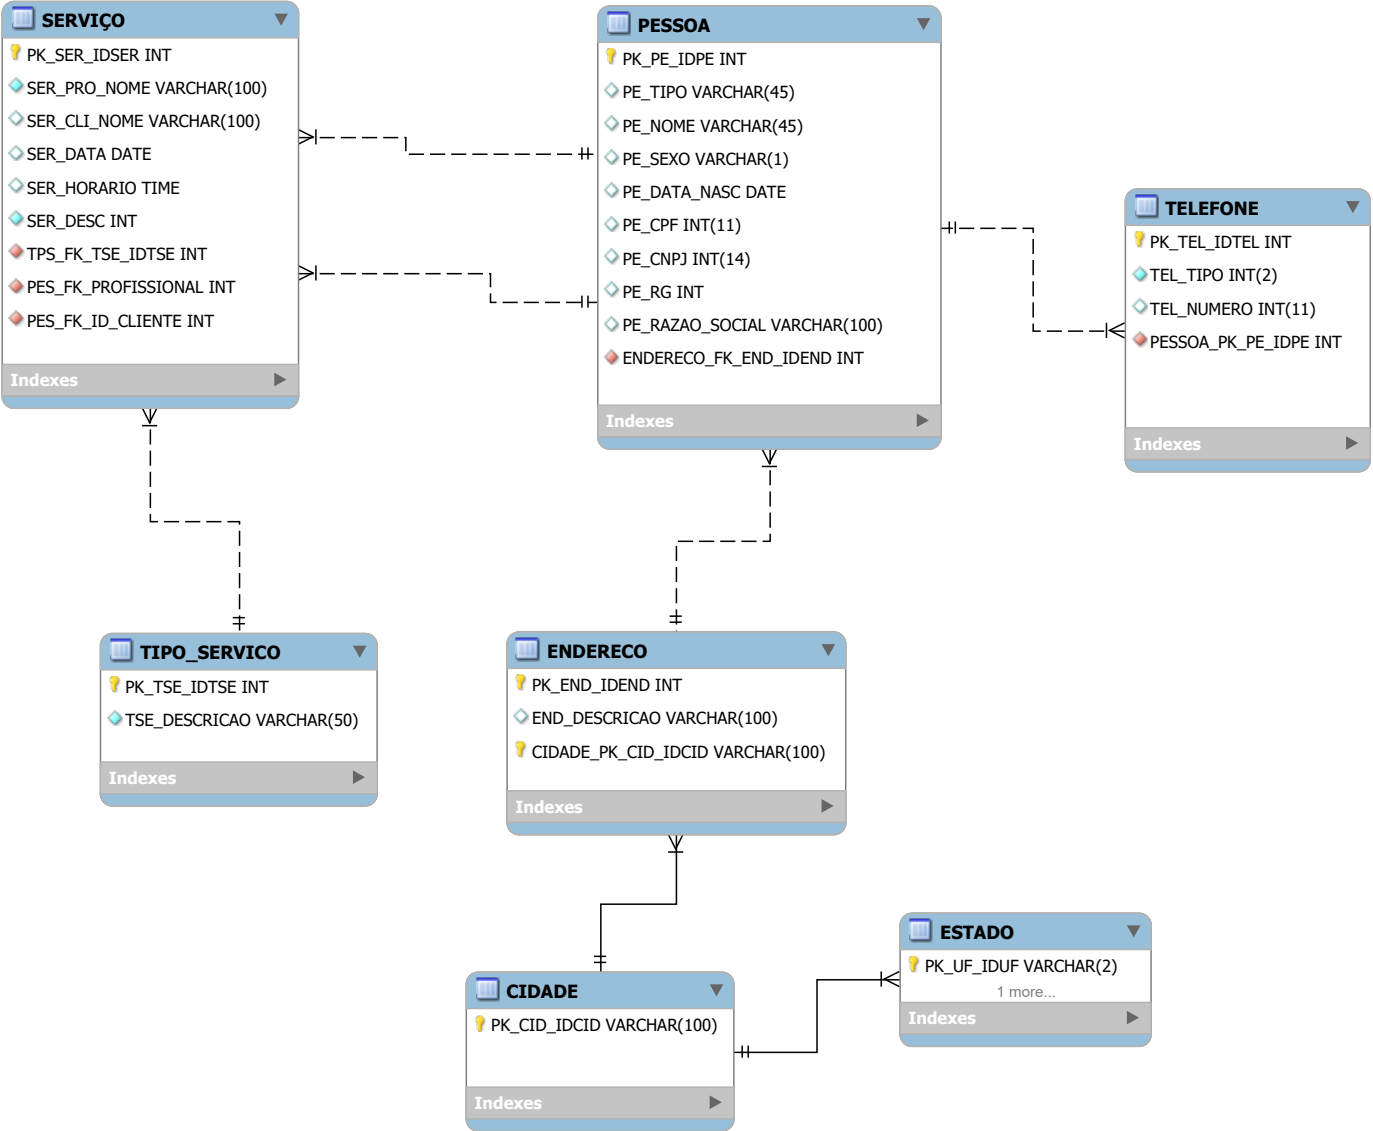 SERVIÇO
PK_SER_IDSER INT
SER_PRO_NOME VARCHAR(100)
SER_CLI_NOME VARCHAR(100)
SER_DATA DATE
SER_HORARIO TIME
SER_DESC INT
TPS_FK_TSE_IDTSE INT
PES_FK_PROFISSIONAL INT
PES_FK_ID_CLIENTE INT
Indexes
PESSOA
PK_PE_IDPE INT
PE_TIPO VARCHAR(45)
PE_NOME VARCHAR(45)
PE_SEXO VARCHAR(1)
PE_DATA_NASC DATE
PE_CPF INT(11)
PE_CNPJ INT(14)
PE_RG INT
PE_RAZAO_SOCIAL VARCHAR(100)
ENDERECO_FK_END_IDEND INT
Indexes
TELEFONE
PK_TEL_IDTEL INT
TEL_TIPO INT(2)
TEL_NUMERO INT(11)
PESSOA_PK_PE_IDPE INT
Indexes
TIPO_SERVICO
PK_TSE_IDTSE INT
TSE_DESCRICAO VARCHAR(50)
Indexes
ENDERECO
PK_END_IDEND INT
END_DESCRICAO VARCHAR(100)
CIDADE_PK_CID_IDCID VARCHAR(100)
Indexes
CIDADE
PK_CID_IDCID VARCHAR(100)
Indexes
ESTADO
PK_UF_IDUF VARCHAR(2)
1 more...
Indexes